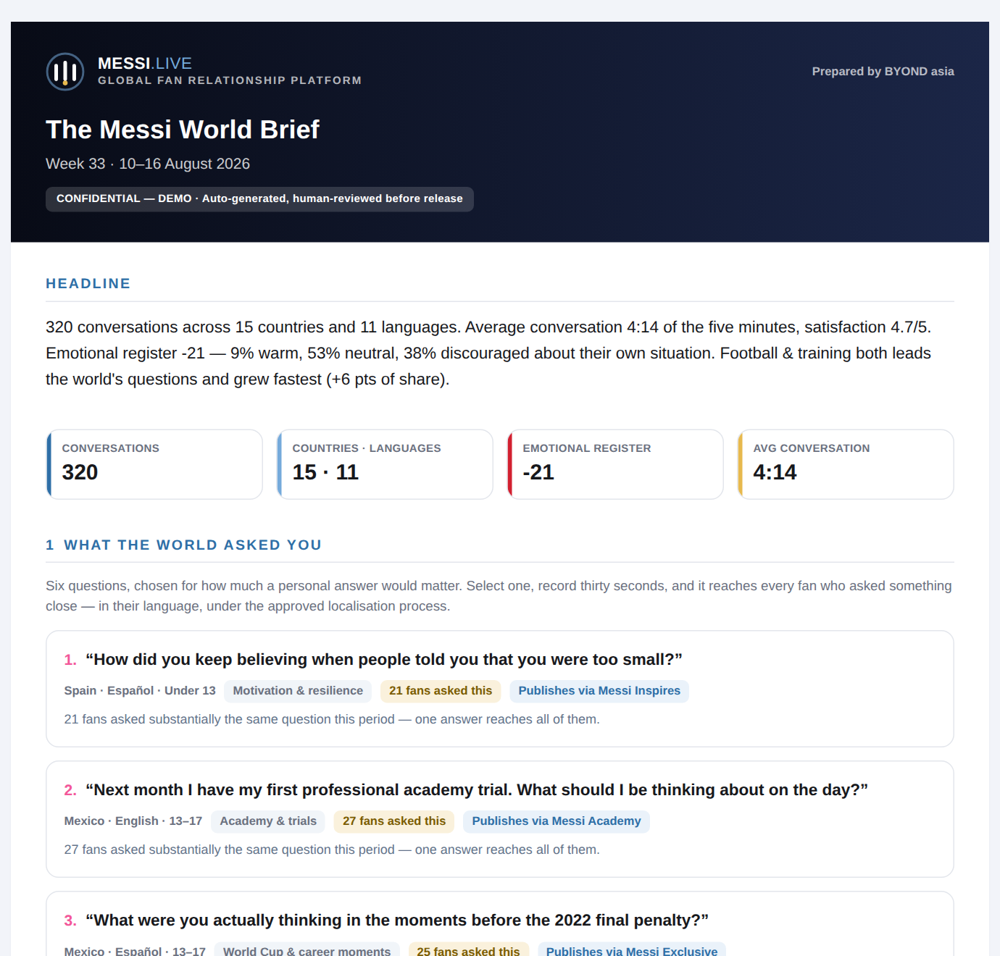 MESSI.LIVE
GLOBAL FAN RELATIONSHIP PLATFORM
Prepared by BYOND asia
The Messi World Brief
Week 33 · 10–16 August 2026
CONFIDENTIAL — DEMO · Auto-generated, human-reviewed before release
HEADLINE
320 conversations across 15 countries and 11 languages. Average conversation 4:14 of the five minutes, satisfaction 4.7/5.
Emotional register -21 — 9% warm, 53% neutral, 38% discouraged about their own situation. Football & training both leads
the world's questions and grew fastest (+6 pts of share).
CONVERSATIONS
320
COUNTRIES · LANGUAGES
15 · 11
EMOTIONAL REGISTER
-21
AVG CONVERSATION
4:14
1 WHAT THE WORLD ASKED YOU
Six questions, chosen for how much a personal answer would matter. Select one, record thirty seconds, and it reaches every fan who asked something
close — in their language, under the approved localisation process.
1. “How did you keep believing when people told you that you were too small?”
Spain · Español · Under 13 Motivation & resilience 21 fans asked this Publishes via Messi Inspires
21 fans asked substantially the same question this period — one answer reaches all of them.
2. “Next month I have my first professional academy trial. What should I be thinking about on the day?”
Mexico · English · 13–17 Academy & trials 27 fans asked this Publishes via Messi Academy
27 fans asked substantially the same question this period — one answer reaches all of them.
3. “What were you actually thinking in the moments before the 2022 final penalty?”
Mexico · Español · 13–17 World Cup & career moments 25 fans asked this Publishes via Messi Exclusive